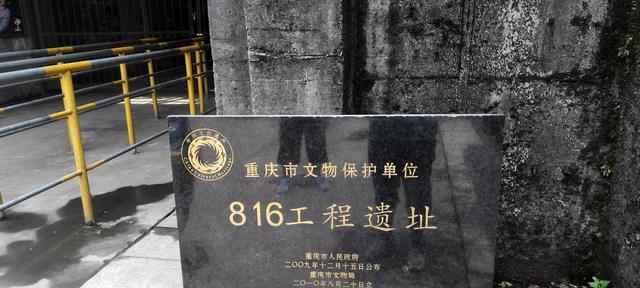 重庆市文物保护单位
816工程遗址
重庆市人民政府
二〇〇九年十二月十五日公布
重庆市文物局
二〇一〇年八月二十日立